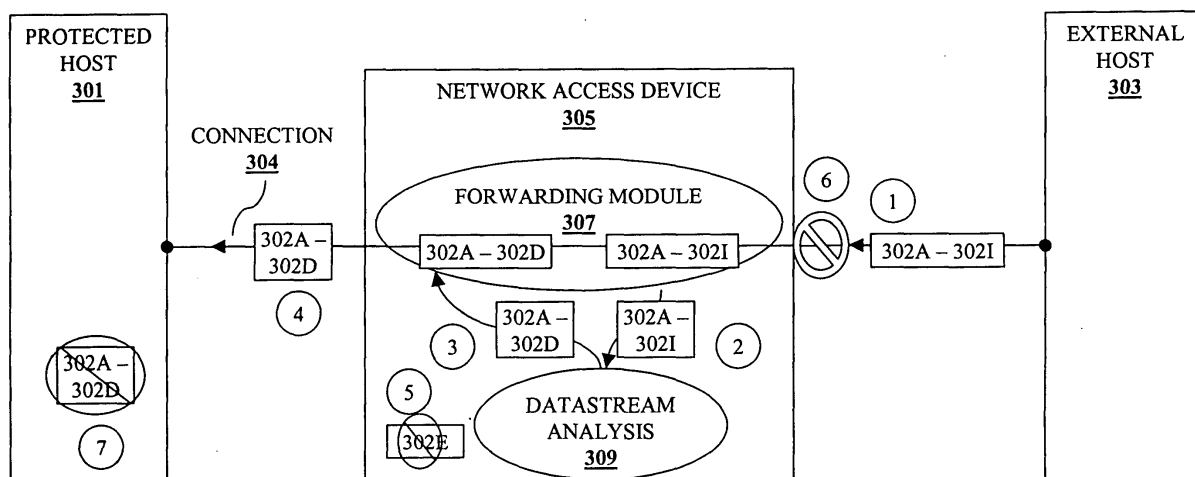 PROTECTED
HOST
301
EXTERNAL
HOST
303
NETWORK ACCESS DEVICE
305
CONNECTION
304
FORWARDING MODULE
307
6
1
302A –
302D
302A – 302D
302A – 302I
302A – 302I
4
3
302A –
302D
302A –
302I
2
302A –
302D
7
5
302E
DATASTREAM
ANALYSIS
309